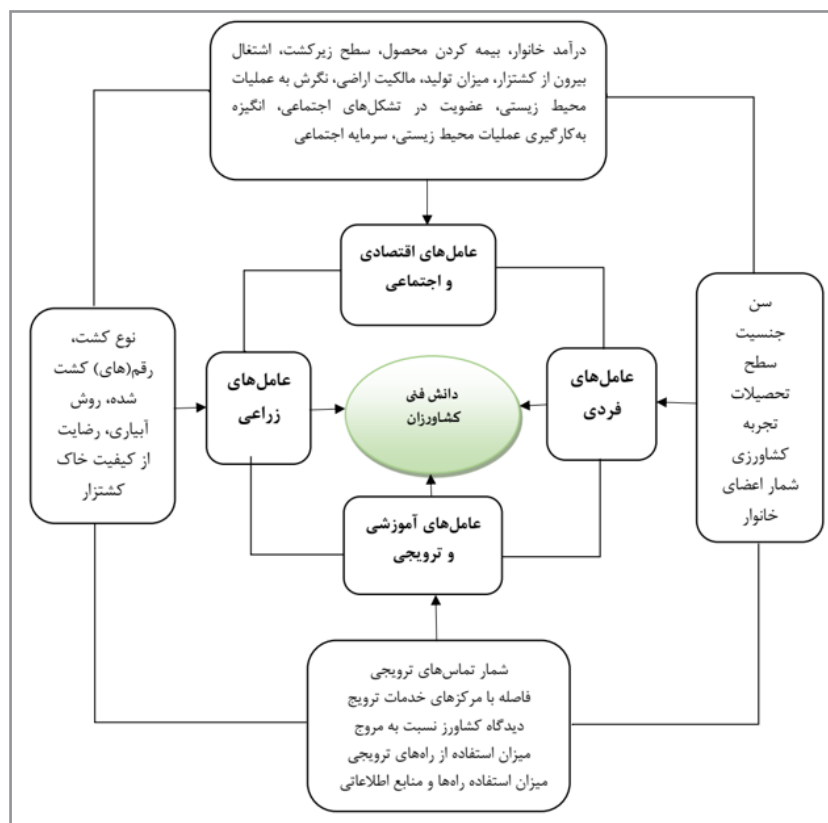 درآمد خانوار، بیمه کردن محصول، سطح زیرکشت، اشتغال
بیرون از کشتزار، میزان تولید، مالکیت اراضی، نگرش به عملیات
محیط زیستی، عضویت در تشکل‌های اجتماعی، انگیزه
به‌کارگیری عملیات محیط زیستی، سرمایه اجتماعی
عامل‌های اقتصادی
و اجتماعی
سن
جنسیت
سطح
تحصیلات
تجربه
کشاورزی
شمار اعضای
خانوار
عامل‌های
فردی
دانش فنی
کشاورزان
عامل‌های
زراعی
نوع کشت،
رقم(های) کشت
شده، روش
آبیاری، رضایت
از کیفیت خاک
کشتزار
عامل‌های آموزشی
و ترویجی
شمار تماس‌های ترویجی
فاصله با مرکزهای خدمات ترویج
دیدگاه کشاورز نسبت به مروج
میزان استفاده از راه‌های ترویجی
میزان استفاده راه‌ها و منابع اطلاعاتی